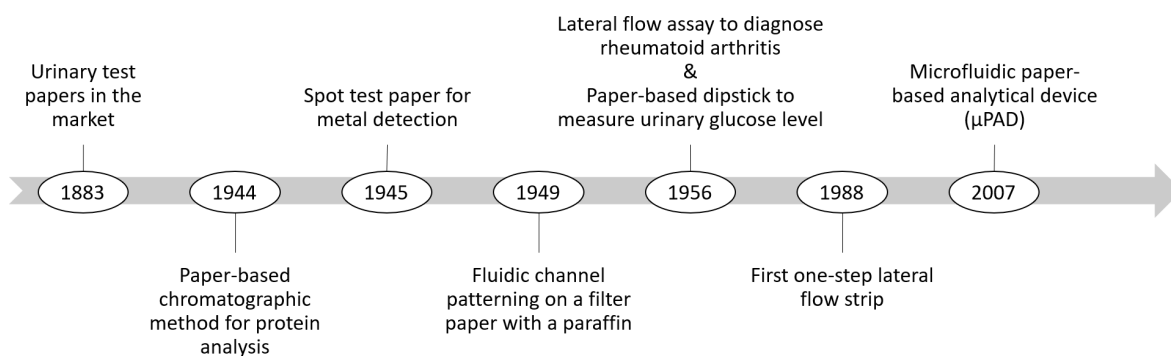 Urinary test
papers in the
market
Spot test paper for
metal detection
Lateral flow assay to diagnose
rheumatoid arthritis
&
Paper-based dipstick to
measure urinary glucose level
Microfluidic paper-
based analytical device
(μPAD)
1883
1944
1945
1949
1956
1988
2007
Paper-based
chromatographic
method for protein
analysis
Fluidic channel
patterning on a filter
paper with a paraffin
First one-step lateral
flow strip